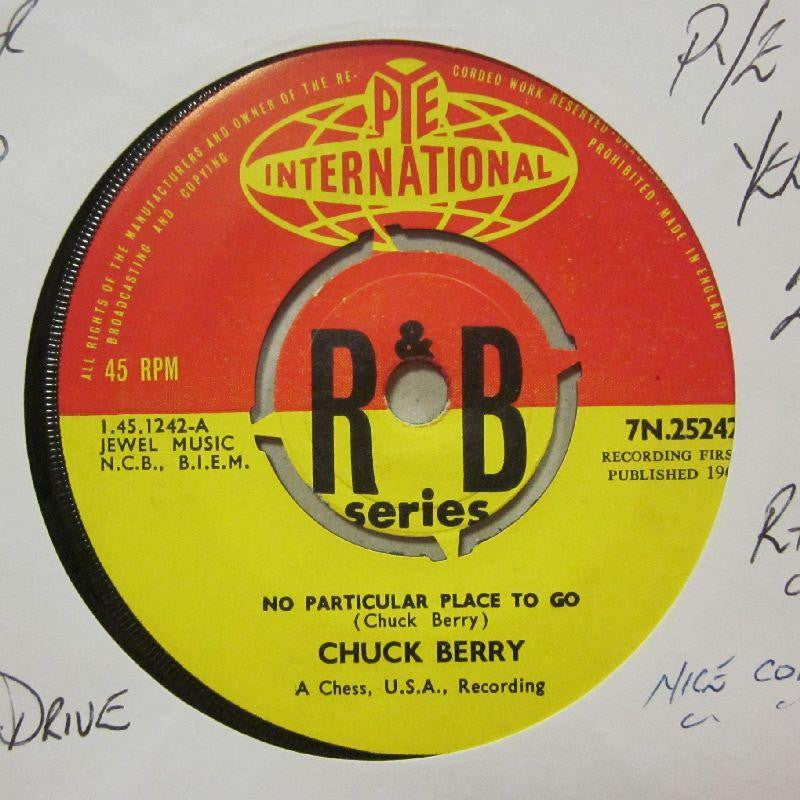 ALL RIGHTS OF THE MANUFACTURERS AND OWNER OF THE RE-
CORDED WORK RESERVED
BROADCASTING AND COPYING
PROHIBITED · MADE IN ENGLAND
PYE
INTERNATIONAL
45 RPM
R & B
series
1.45.1242-A
JEWEL MUSIC
N.C.B., B.I.E.M.
7N.25242
RECORDING
PUBLISHED
NO PARTICULAR PLACE TO GO
(Chuck Berry)
CHUCK BERRY
A Chess, U.S.A., Recording
P/E
DRIVE
NICE